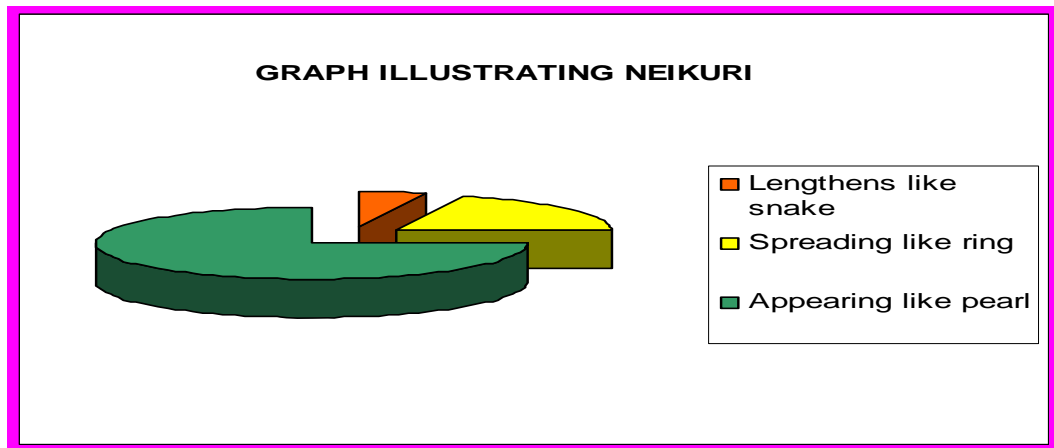 GRAPH ILLUSTRATING NEIKURI
Lengthens like
snake
Spreading like ring
Appearing like pearl